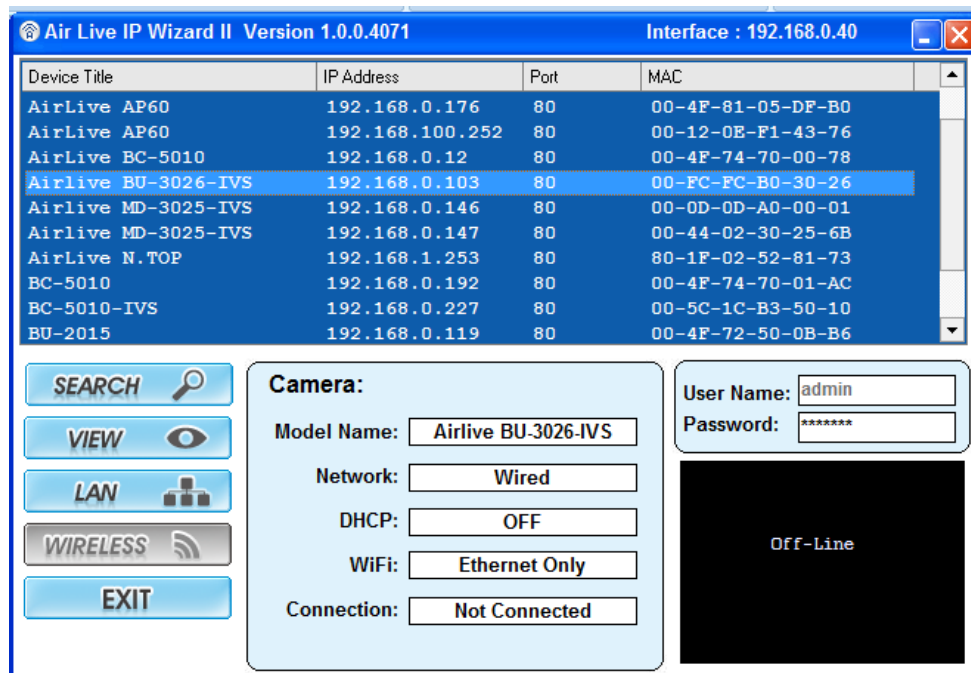 Air Live IP Wizard II Version 1.0.0.4071 Interface : 192.168.0.40
Device Title IP Address Port MAC
AirLive AP60 192.168.0.176 80 00-4F-81-05-DF-B0
AirLive AP60 192.168.100.252 80 00-12-0E-F1-43-76
AirLive BC-5010 192.168.0.12 80 00-4F-74-70-00-78
Airlive BU-3026-IVS 192.168.0.103 80 00-FC-FC-B0-30-26
Airlive MD-3025-IVS 192.168.0.146 80 00-0D-0D-A0-00-01
Airlive MD-3025-IVS 192.168.0.147 80 00-44-02-30-25-6B
AirLive N.TOP 192.168.1.253 80 80-1F-02-52-81-73
BC-5010 192.168.0.192 80 00-4F-74-70-01-AC
BC-5010-IVS 192.168.0.227 80 00-5C-1C-B3-50-10
BU-2015 192.168.0.119 80 00-4F-72-50-0B-B6
SEARCH
VIEW
LAN
WIRELESS
EXIT
Camera:
Model Name: Airlive BU-3026-IVS
Network: Wired
DHCP: OFF
WiFi: Ethernet Only
Connection: Not Connected
User Name: admin
Password: *******
Off-Line